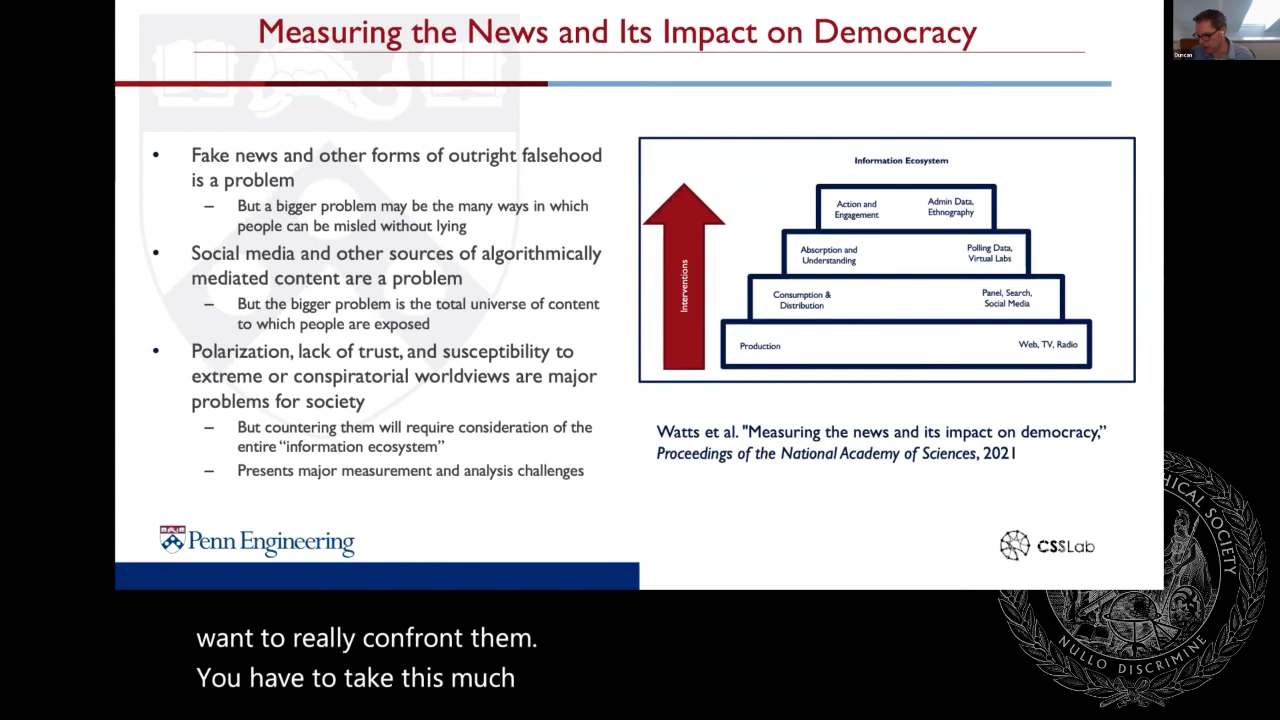 Measuring the News and Its Impact on Democracy
Duncan
• Fake news and other forms of outright falsehood
is a problem
– But a bigger problem may be the many ways in which
people can be misled without lying
• Social media and other sources of algorithmically
mediated content are a problem
– But the bigger problem is the total universe of content
to which people are exposed
• Polarization, lack of trust, and susceptibility to
extreme or conspiratorial worldviews are major
problems for society
– But countering them will require consideration of the
entire “information ecosystem”
– Presents major measurement and analysis challenges
Information Ecosystem
Interventions
Action and
Engagement
Admin Data,
Ethnography
Absorption and
Understanding
Polling Data,
Virtual Labs
Consumption &
Distribution
Panel, Search,
Social Media
Production
Web, TV, Radio
Watts et al. "Measuring the news and its impact on democracy,”
Proceedings of the National Academy of Sciences, 2021
Penn Engineering
CSSLab
HICAL SOCIETY
NULLO DISCRIMINE
want to really confront them.
You have to take this much